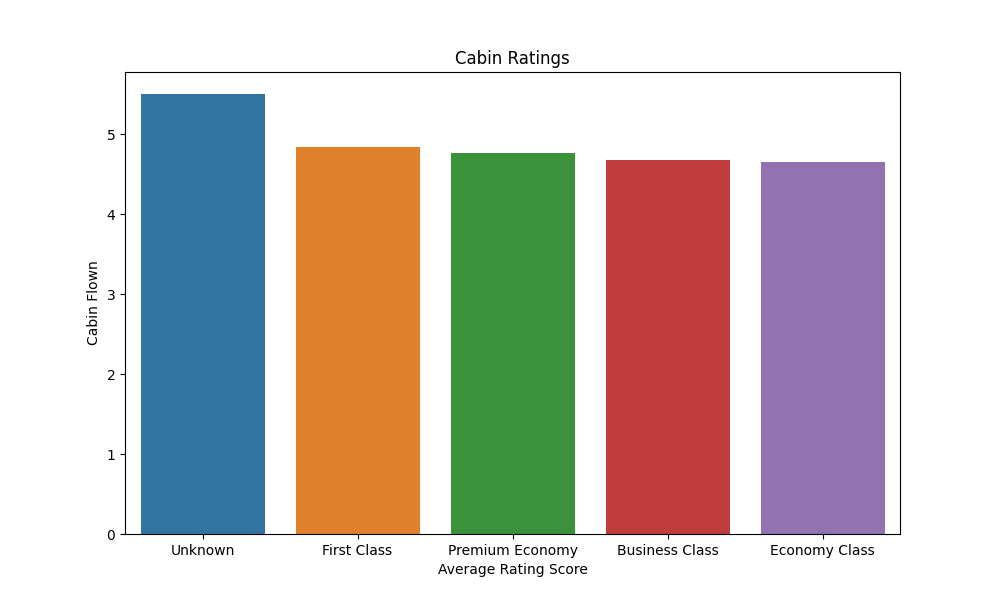 Cabin Ratings
Cabin Flown
5
4
3
2
1
0
Unknown First Class Premium Economy Business Class Economy Class
Average Rating Score